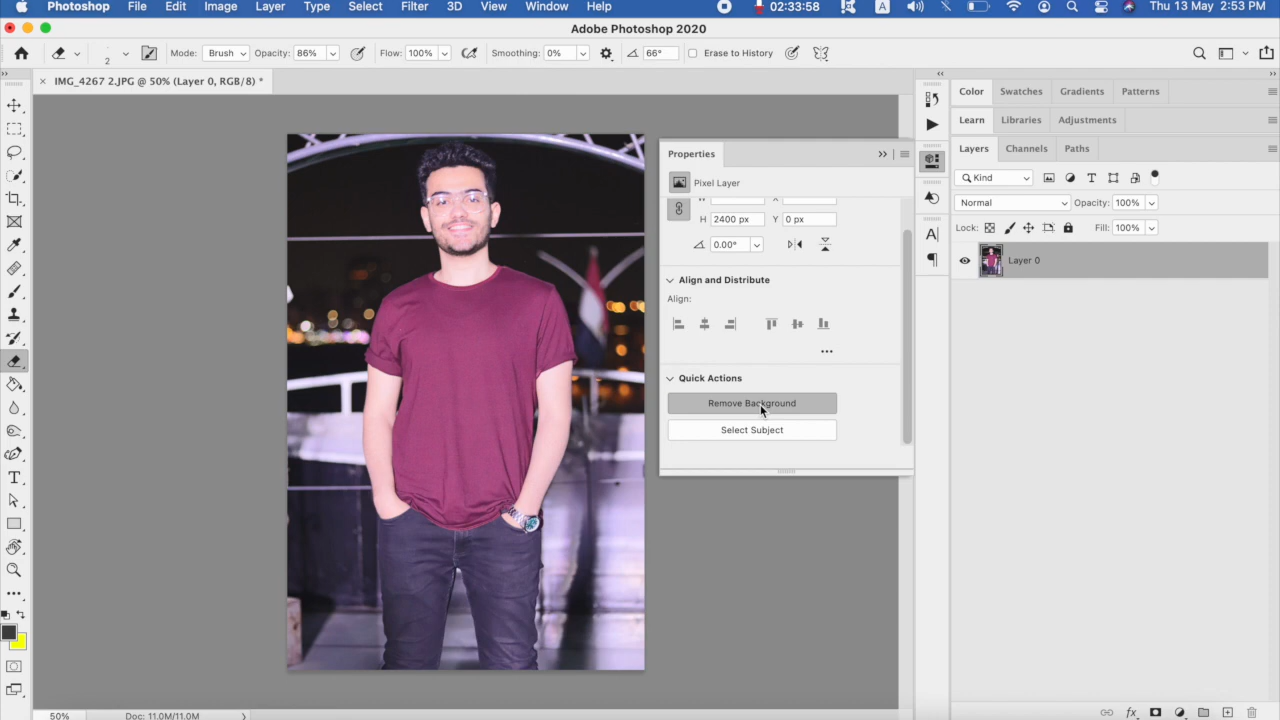 Photoshop File Edit Image Layer Type Select Filter 3D View Window Help 02:33:58 A Thu 13 May 2:53 PM
Adobe Photoshop 2020
2 Mode: Brush Opacity: 86% Flow: 100% Smoothing: 0% 66° Erase to History
× IMG_4267 2.JPG @ 50% (Layer 0, RGB/8) *
Color Swatches Gradients Patterns
Learn Libraries Adjustments
Layers Channels Paths
Kind
Normal Opacity: 100%
Lock: Fill: 100%
Layer 0
Properties
Pixel Layer
H 2400 px Y 0 px
0.00°
Align and Distribute
Align:
Quick Actions
Remove Background
Select Subject
50% Doc: 11.0M/11.0M
fx